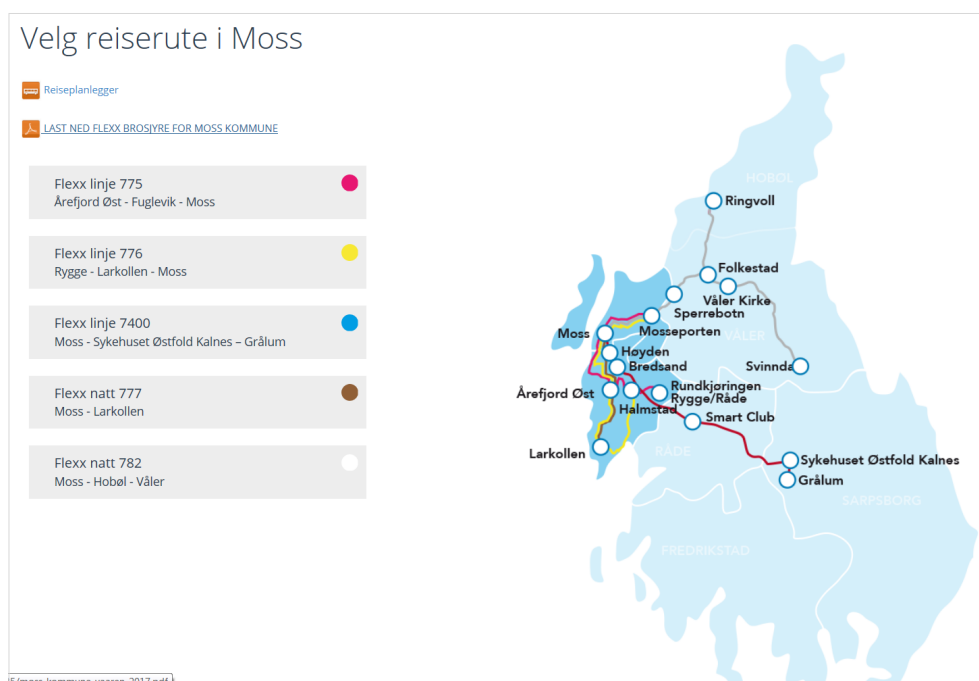 Velg reiserute i Moss
Reiseplanlegger
LAST NED FLEXX BROSJYRE FOR MOSS KOMMUNE
Flexx linje 775
Årefjord Øst - Fuglevik - Moss
Flexx linje 776
Rygge - Larkollen - Moss
Flexx linje 7400
Moss - Sykehuset Østfold Kalnes – Grålum
Flexx natt 777
Moss - Larkollen
Flexx natt 782
Moss - Hobøl - Våler
HOBØL
Ringvoll
Folkestad
Våler Kirke
Sperrebotn
Mosseporten
Moss
VÅLER
Høyden
Bredsand
Svinndal
Årefjord Øst
Rundkjøringen
Rygge/Råde
Halmstad
Smart Club
Larkollen
RÅDE
Sykehuset Østfold Kalnes
Grålum
SARPSBORG
FREDRIKSTAD